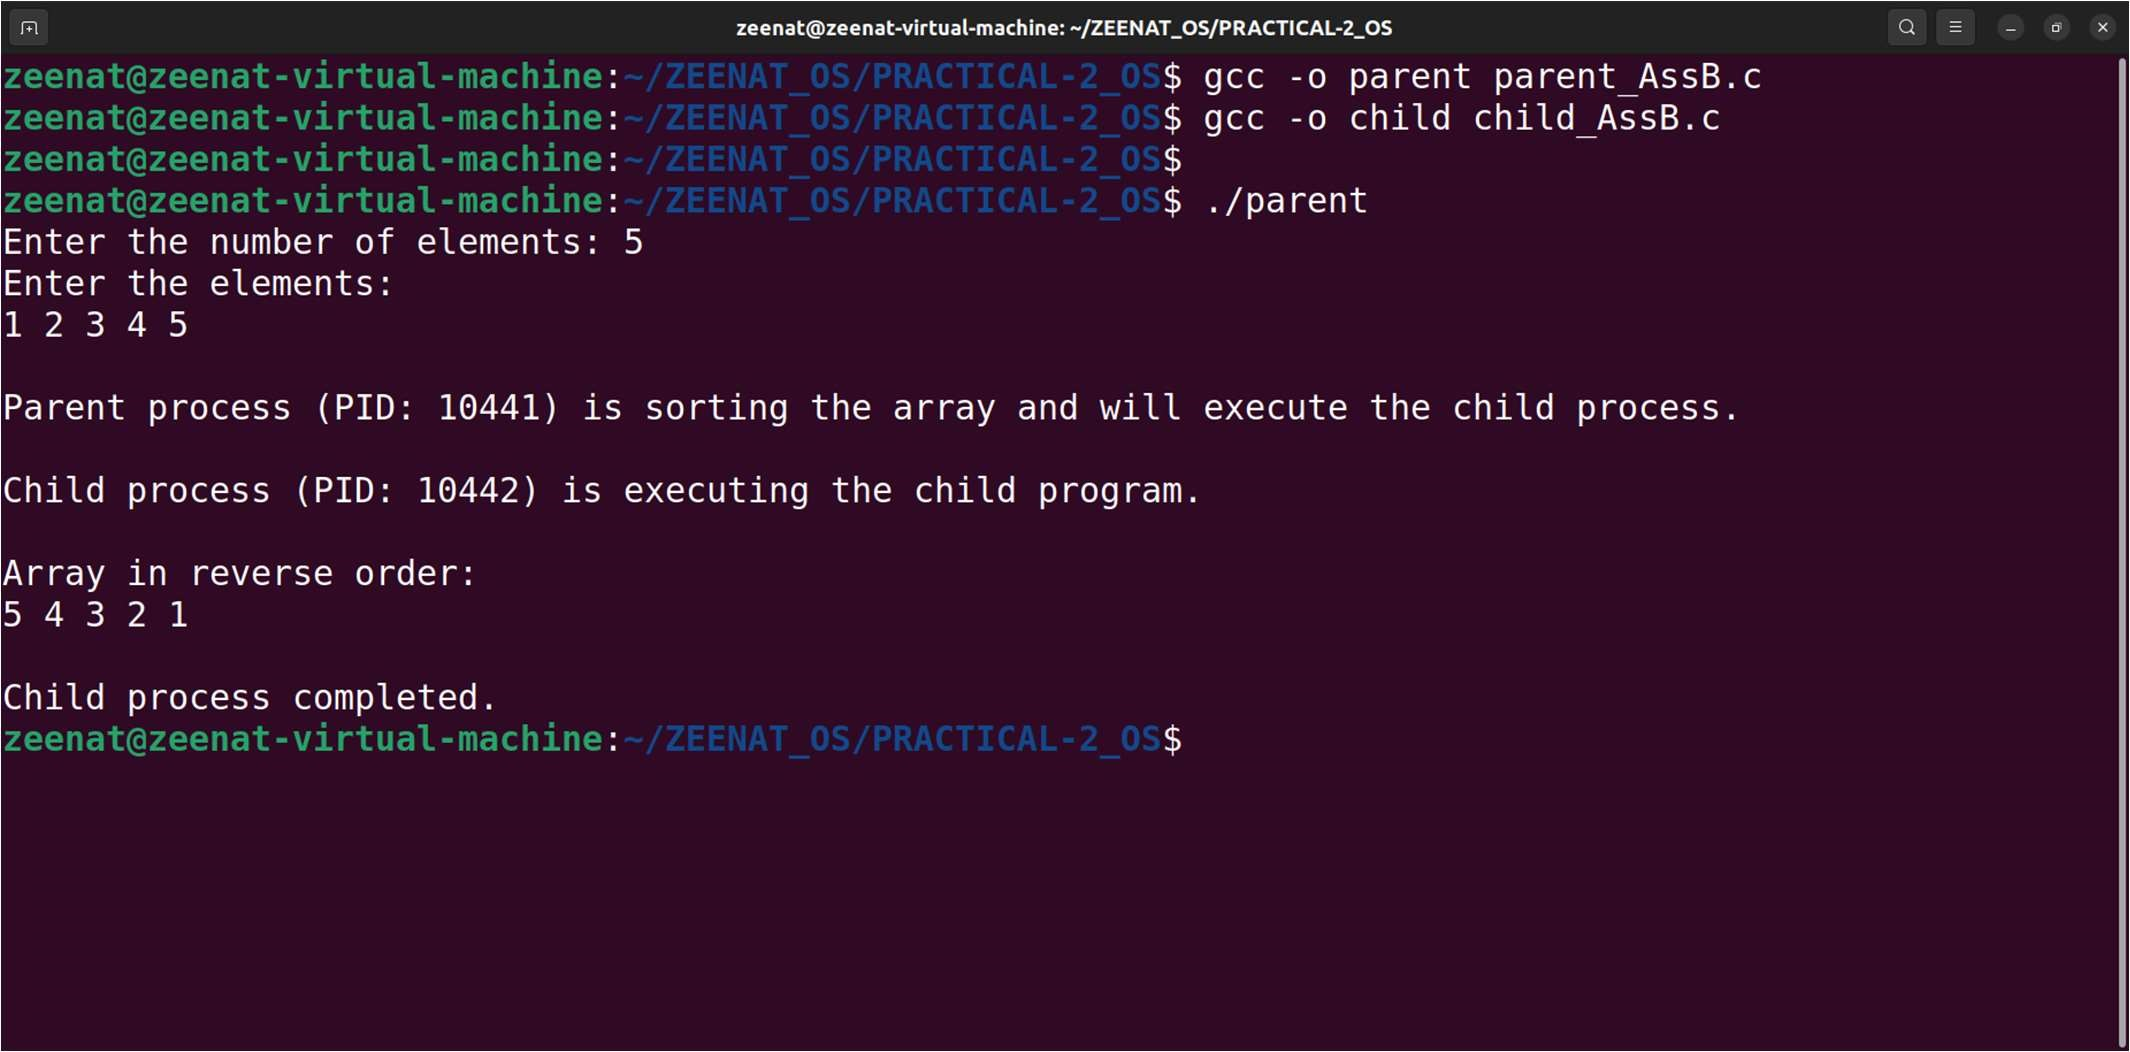 zeenat@zeenat-virtual-machine: ~/ZEENAT_OS/PRACTICAL-2_OS
zeenat@zeenat-virtual-machine:~/ZEENAT_OS/PRACTICAL-2_OS$ gcc -o parent parent_AssB.c
zeenat@zeenat-virtual-machine:~/ZEENAT_OS/PRACTICAL-2_OS$ gcc -o child child_AssB.c
zeenat@zeenat-virtual-machine:~/ZEENAT_OS/PRACTICAL-2_OS$
zeenat@zeenat-virtual-machine:~/ZEENAT_OS/PRACTICAL-2_OS$ ./parent
Enter the number of elements: 5
Enter the elements:
1 2 3 4 5
Parent process (PID: 10441) is sorting the array and will execute the child process.
Child process (PID: 10442) is executing the child program.
Array in reverse order:
5 4 3 2 1
Child process completed.
zeenat@zeenat-virtual-machine:~/ZEENAT_OS/PRACTICAL-2_OS$